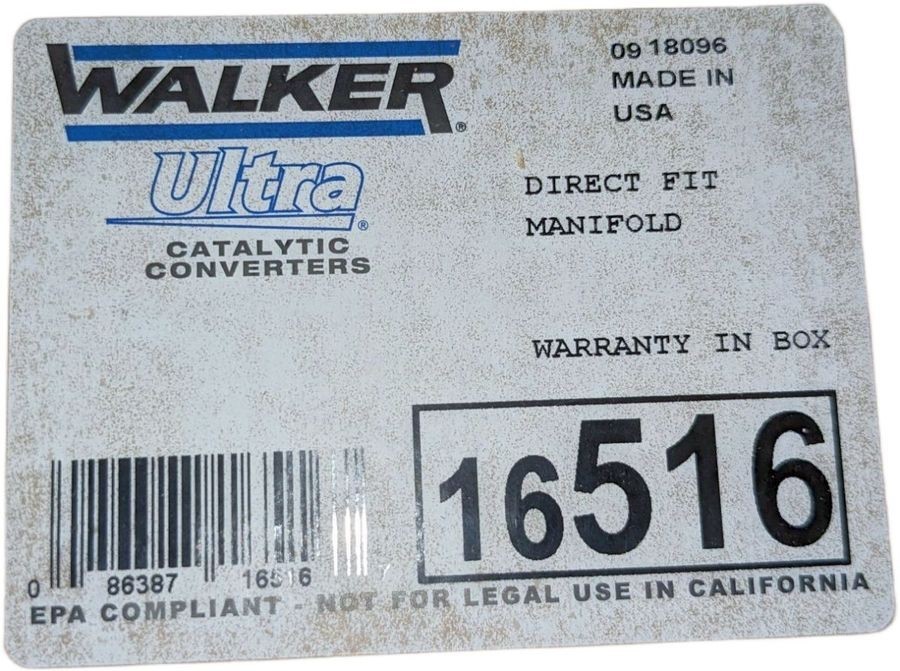 WALKER®
09 18096
MADE IN
USA
Ultra®
CATALYTIC
CONVERTERS
DIRECT FIT
MANIFOLD
WARRANTY IN BOX
16516
0 86387 16516
EPA COMPLIANT - NOT FOR LEGAL USE IN CALIFORNIA